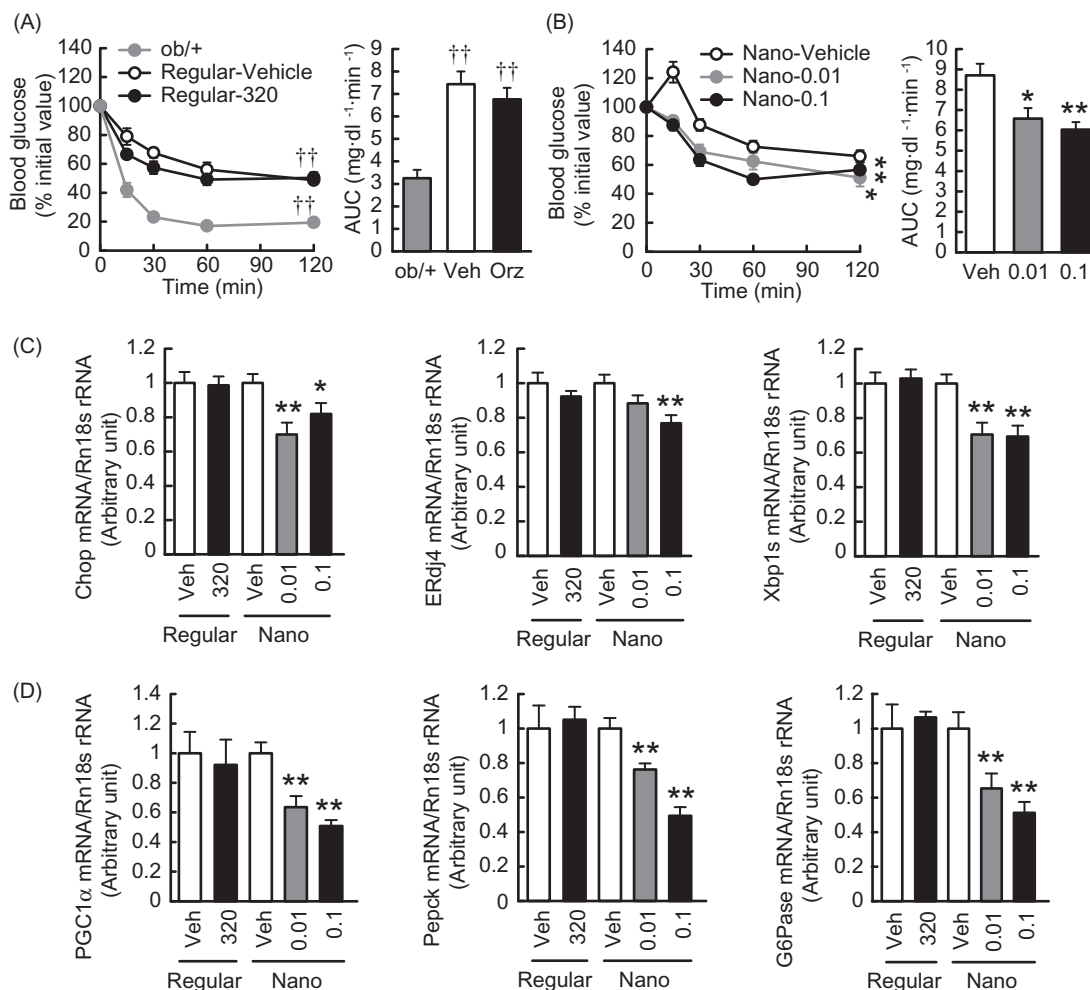 (A)
ob/+
Regular-Vehicle
Regular-320
Blood glucose
(% initial value)
140
120
100
80
60
40
20
0
††
††
0 30 60 90 120
Time (min)
AUC (mg·dl ⁻¹·min ⁻¹)
9
8
7
6
5
4
3
2
1
0
††
††
ob/+ Veh Orz
(B)
Nano-Vehicle
Nano-0.01
Nano-0.1
Blood glucose
(% initial value)
140
120
100
80
60
40
20
0
**
*
0 30 60 90 120
Time (min)
AUC (mg·dl ⁻¹·min ⁻¹)
10
9
8
7
6
5
4
3
2
1
0
*
**
Veh 0.01 0.1
(C)
Chop mRNA/Rn18s rRNA
(Arbitrary unit)
1.2
1
0.8
0.6
0.4
0.2
0
**
*
Veh 320 Veh 0.01 0.1
Regular Nano
ERdj4 mRNA/Rn18s rRNA
(Arbitrary unit)
1.2
1
0.8
0.6
0.4
0.2
0
**
Veh 320 Veh 0.01 0.1
Regular Nano
Xbp1s mRNA/Rn18s rRNA
(Arbitrary unit)
1.2
1
0.8
0.6
0.4
0.2
0
**
**
Veh 320 Veh 0.01 0.1
Regular Nano
(D)
PGC1α mRNA/Rn18s rRNA
(Arbitrary unit)
1.4
1.2
1
0.8
0.6
0.4
0.2
0
**
**
Veh 320 Veh 0.01 0.1
Regular Nano
Pepck mRNA/Rn18s rRNA
(Arbitrary unit)
1.2
1
0.8
0.6
0.4
0.2
0
**
**
Veh 320 Veh 0.01 0.1
Regular Nano
G6Pase mRNA/Rn18s rRNA
(Arbitrary unit)
1.2
1
0.8
0.6
0.4
0.2
0
**
**
Veh 320 Veh 0.01 0.1
Regular Nano